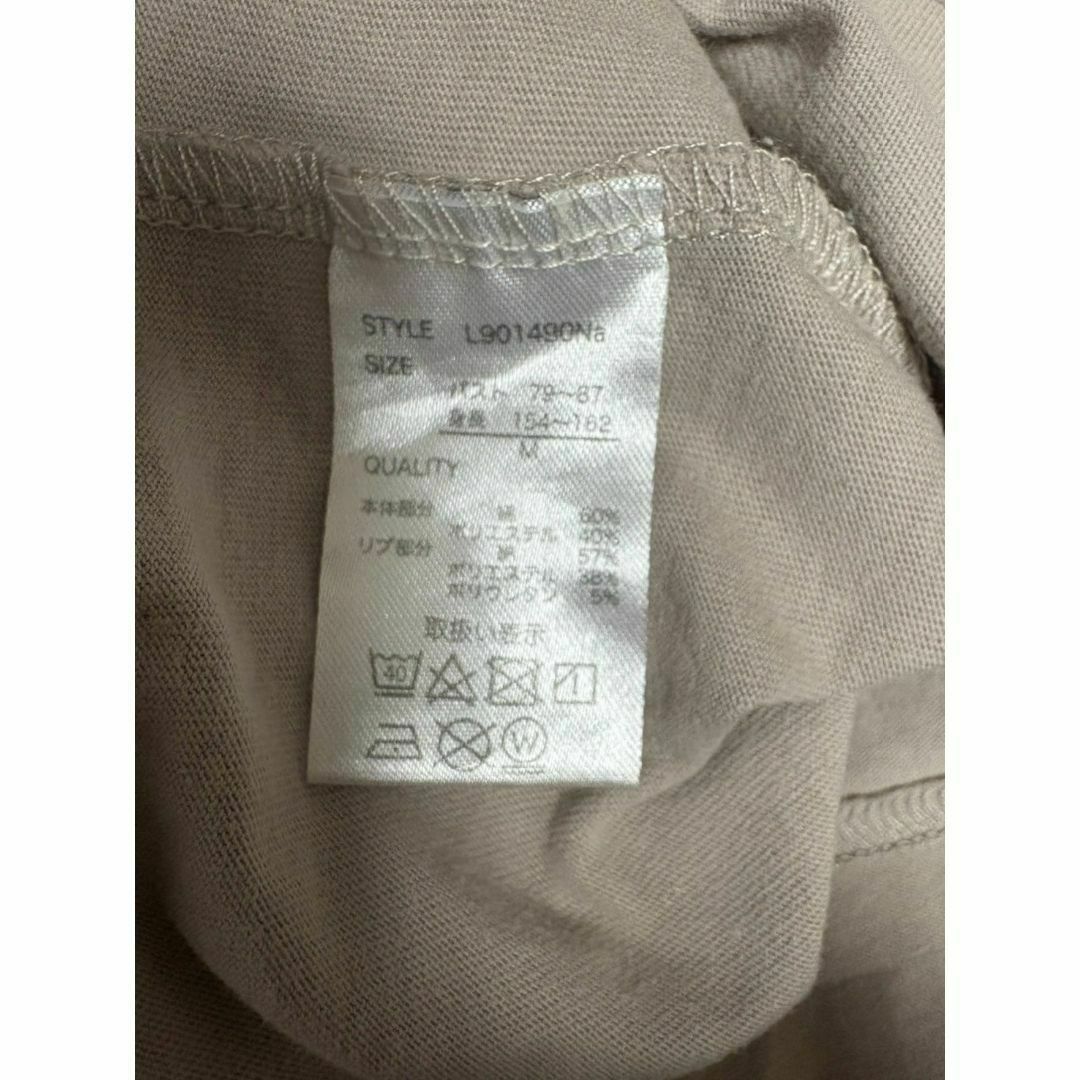 STYLE L901490Na
SIZE
バスト 79～87
身長 154～162
M
QUALITY
本体部分 綿 60%
ポリエステル 40%
リブ部分 綿 57%
ポリエステル 38%
ポリウレタン 5%
取扱い表示
40
W